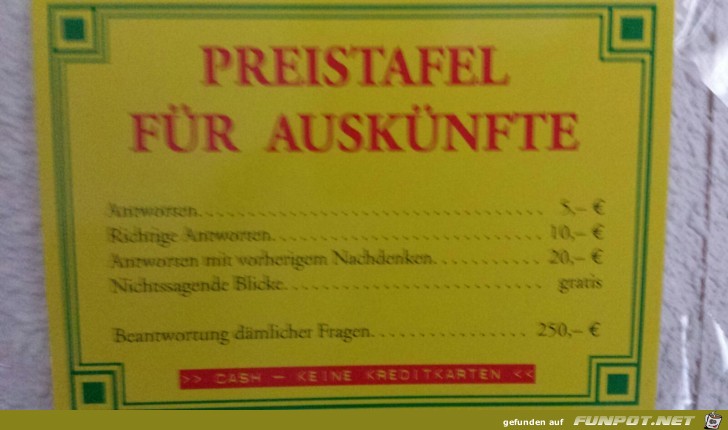 PREISTAFEL
FÜR AUSKÜNFTE
Antworten.................................... 5,– €
Richtige Antworten............................. 10,– €
Antworten mit vorherigem Nachdenken........... 20,– €
Nichtssagende Blicke........................... gratis
Beantwortung dämlicher Fragen................ 250,– €
>> CASH – KEINE KREDITKARTEN <<
gefunden auf FUNPOT.NET